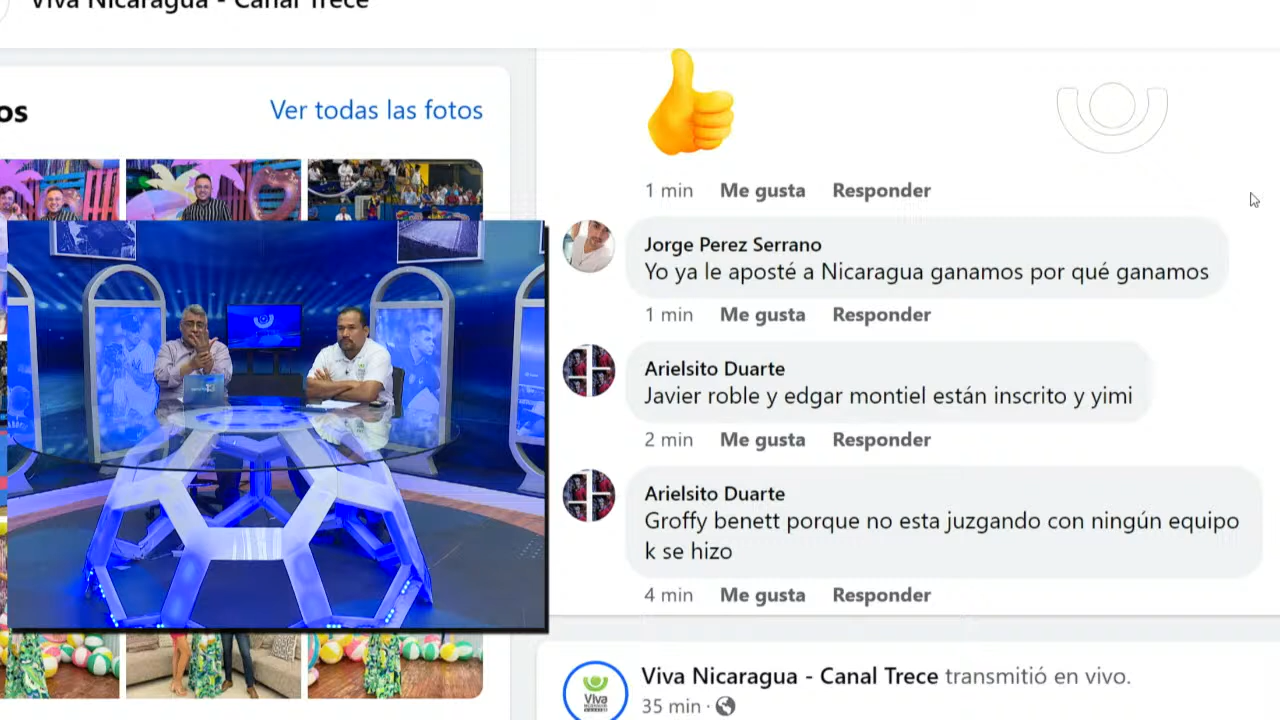 Viva Nicaragua - Canal Trece
os
Ver todas las fotos
1 min Me gusta Responder
Jorge Perez Serrano
Yo ya le aposté a Nicaragua ganamos por qué ganamos
1 min Me gusta Responder
Arielsito Duarte
Javier roble y edgar montiel están inscrito y yimi
2 min Me gusta Responder
Arielsito Duarte
Groffy benett porque no esta juzgando con ningún equipo
k se hizo
4 min Me gusta Responder
Viva Nicaragua - Canal Trece transmitió en vivo.
35 min ·
Viva